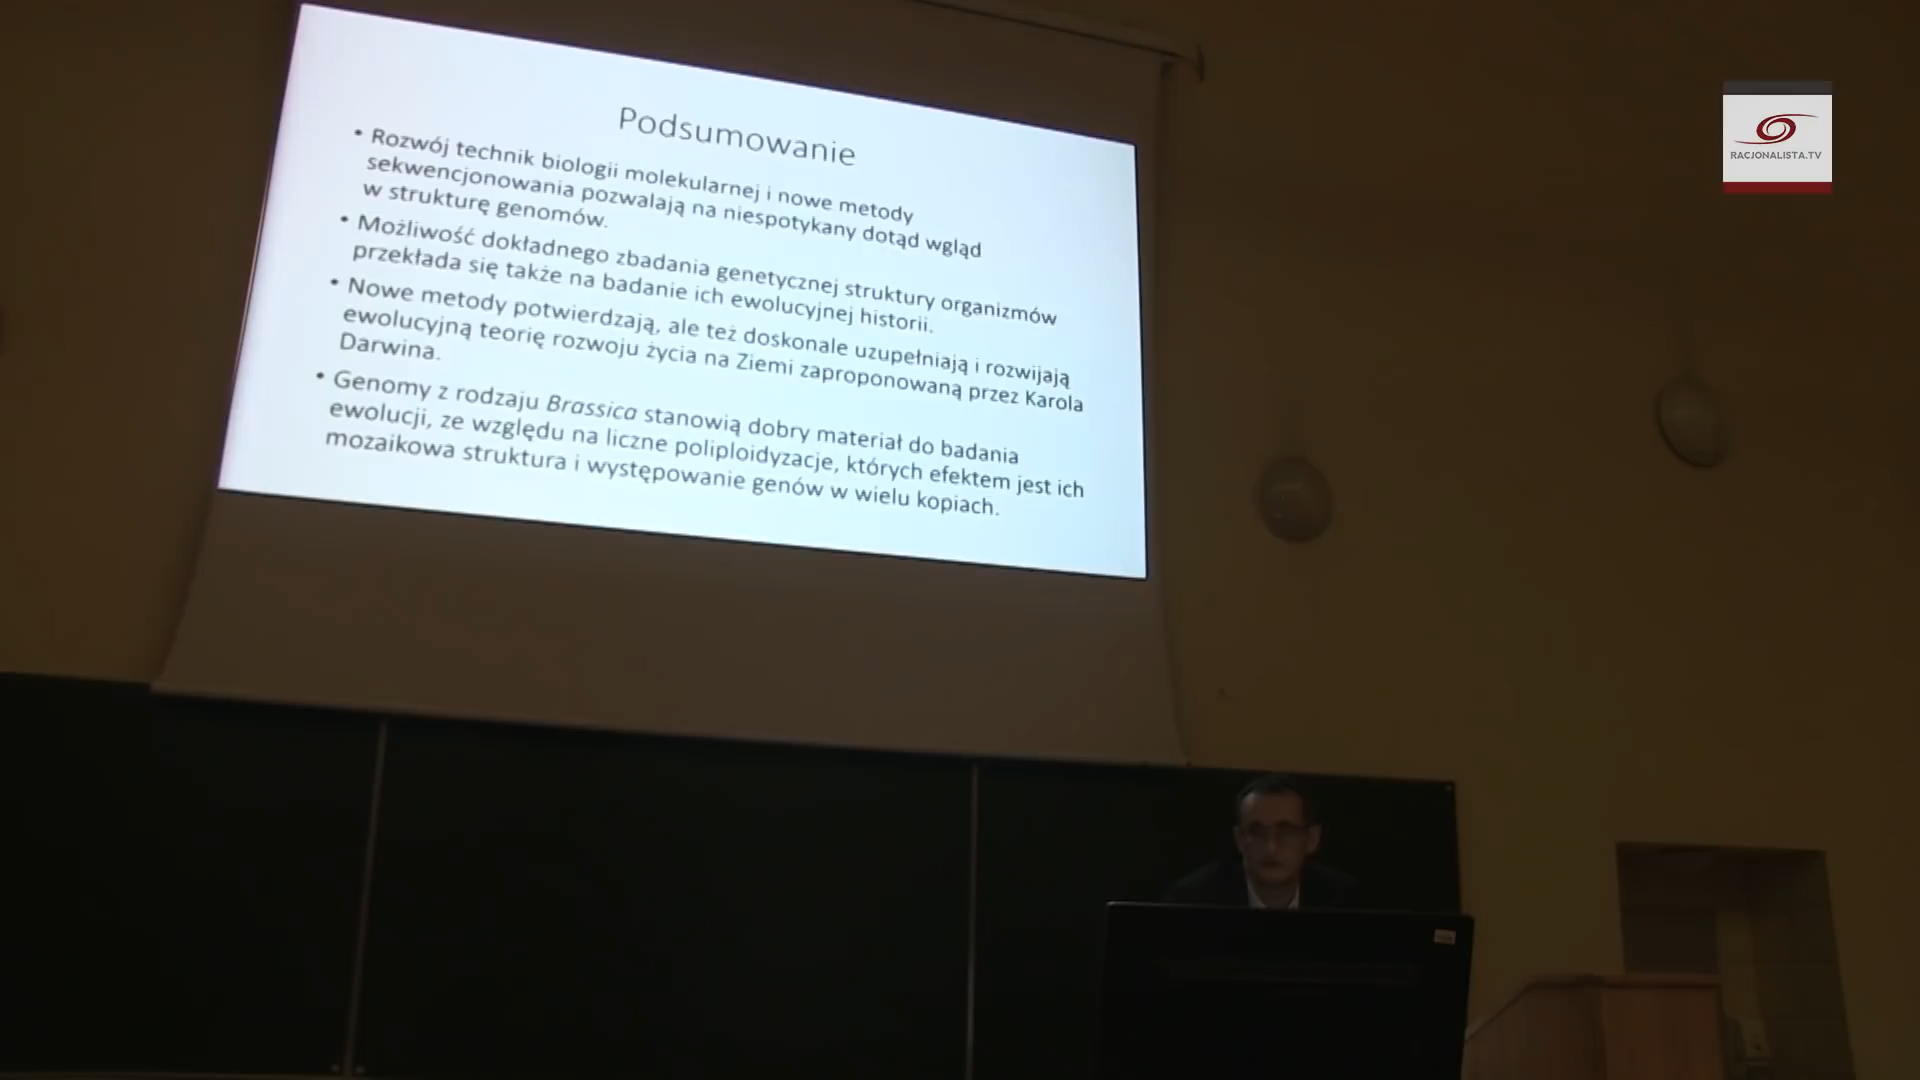 Podsumowanie
• Rozwój technik biologii molekularnej i nowe metody
sekwencjonowania pozwalają na niespotykany dotąd wgląd
w strukturę genomów.
• Możliwość dokładnego zbadania genetycznej struktury organizmów
przekłada się także na badanie ich ewolucyjnej historii.
• Nowe metody potwierdzają, ale też doskonale uzupełniają i rozwijają
ewolucyjną teorię rozwoju życia na Ziemi zaproponowaną przez Karola
Darwina.
• Genomy z rodzaju Brassica stanowią dobry materiał do badania
ewolucji, ze względu na liczne poliploidyzacje, których efektem jest ich
mozaikowa struktura i występowanie genów w wielu kopiach.
RACJONALISTA.TV